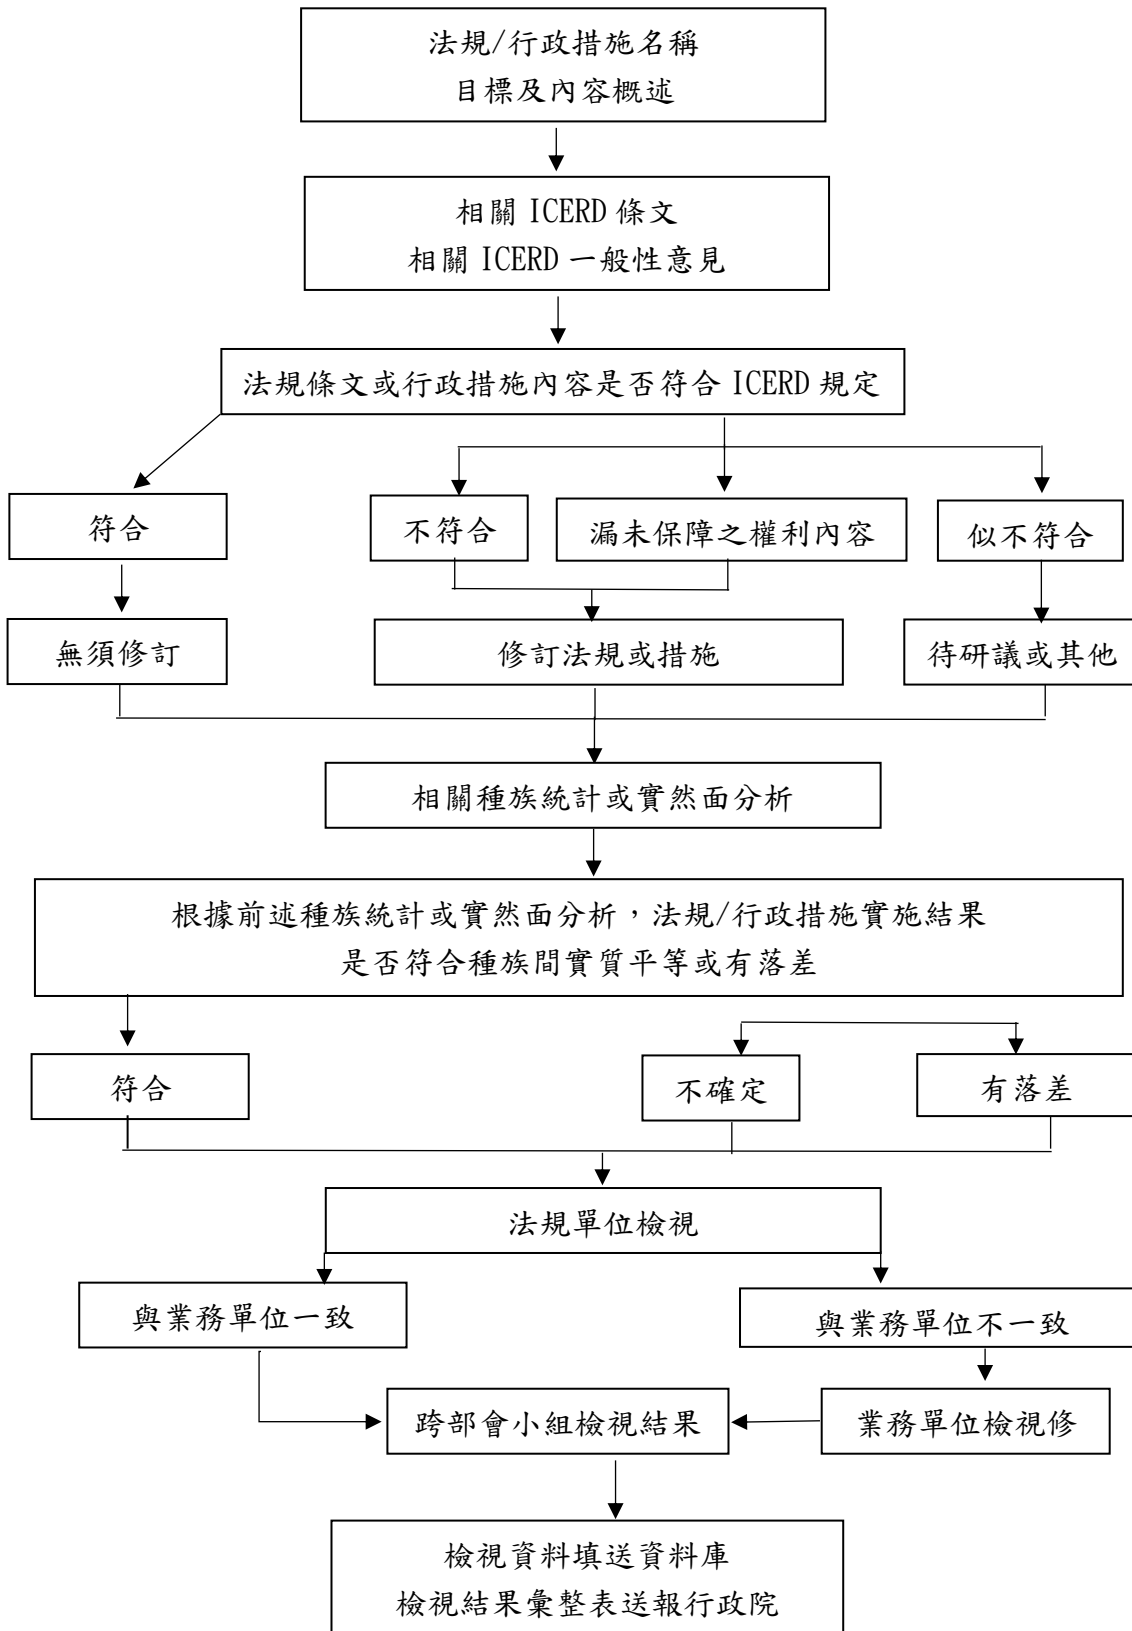 法規/行政措施名稱
目標及內容概述
相關 ICERD 條文
相關 ICERD 一般性意見
法規條文或行政措施內容是否符合 ICERD 規定
符合
不符合
漏未保障之權利內容
似不符合
無須修訂
修訂法規或措施
待研議或其他
相關種族統計或實然面分析
根據前述種族統計或實然面分析，法規/行政措施實施結果
是否符合種族間實質平等或有落差
符合
不確定
有落差
法規單位檢視
與業務單位一致
與業務單位不一致
跨部會小組檢視結果
業務單位檢視修
檢視資料填送資料庫
檢視結果彙整表送報行政院